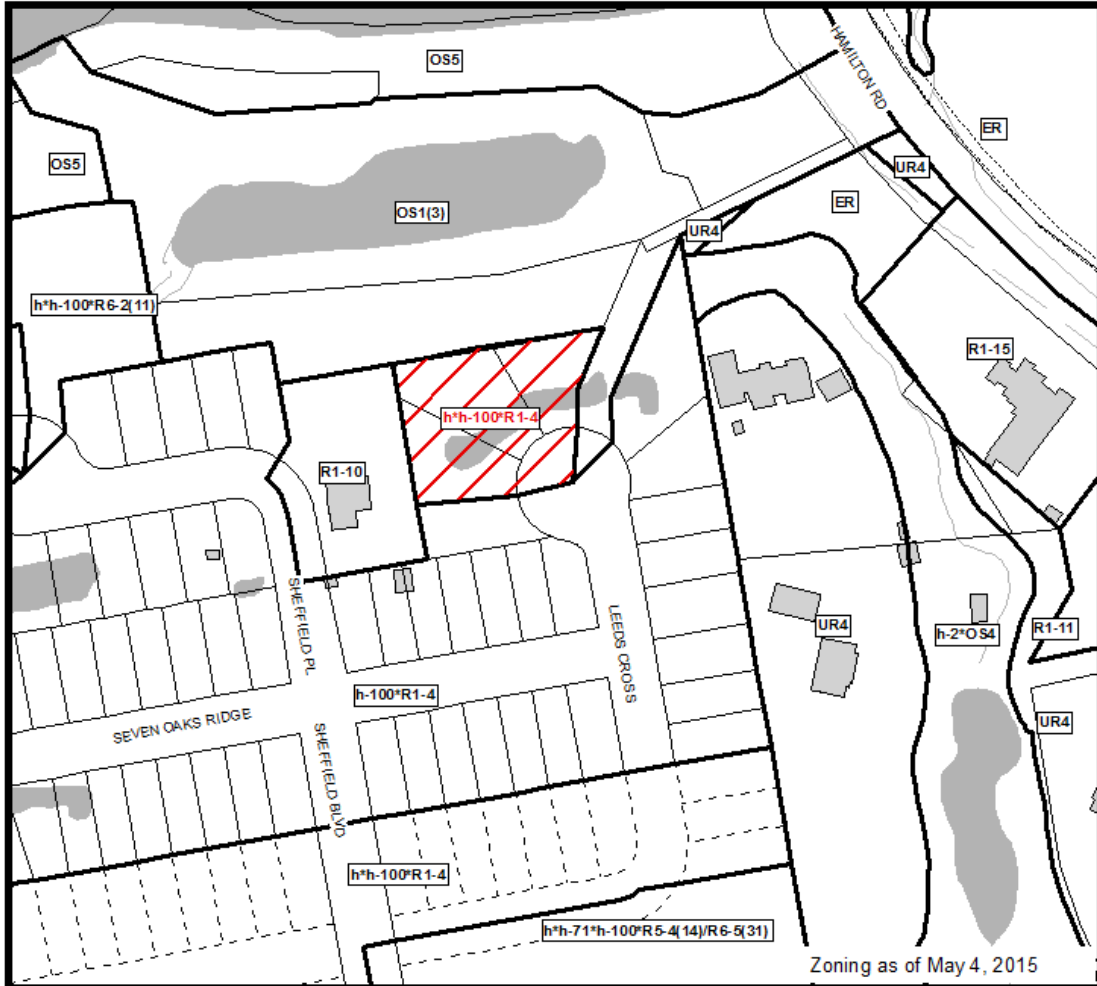 OS5
HAMILTON RD
ER
OS5
UR4
ER
OS1(3)
UR4
h*h-100*R6-2(11)
R1-15
h*h-100*R1-4
R1-10
SHEFFIELD PL
LEEDS CROSS
UR4
h-2*OS4
R1-11
h-100*R1-4
SEVEN OAKS RIDGE
SHEFFIELD BLVD
UR4
h*h-100*R1-4
h*h-71*h-100*R5-4(14)/R6-5(31)
Zoning as of May 4, 2015